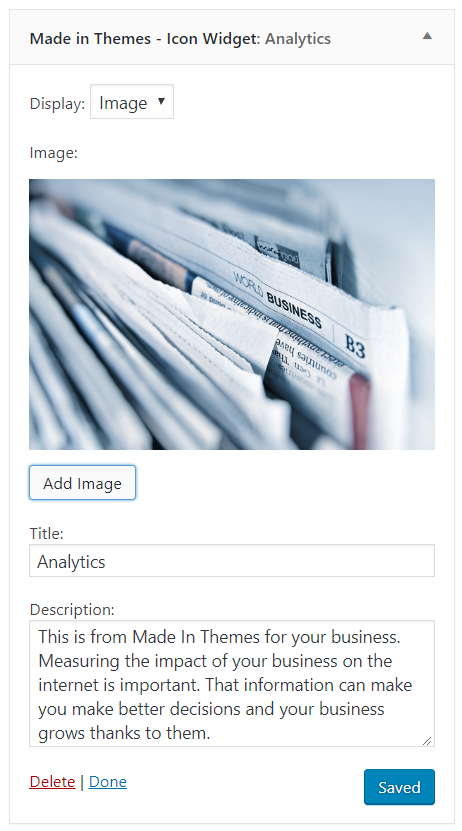 Made in Themes - Icon Widget: Analytics
Display: Image
Image:
WORLD BUSINESS B3
countries have
Title:
Add Image
Analytics
Description:
This is from Made In Themes for your business.
Measuring the impact of your business on the
internet is important. That information can make
you make better decisions and your business
grows thanks to them.
Delete | Done
Saved